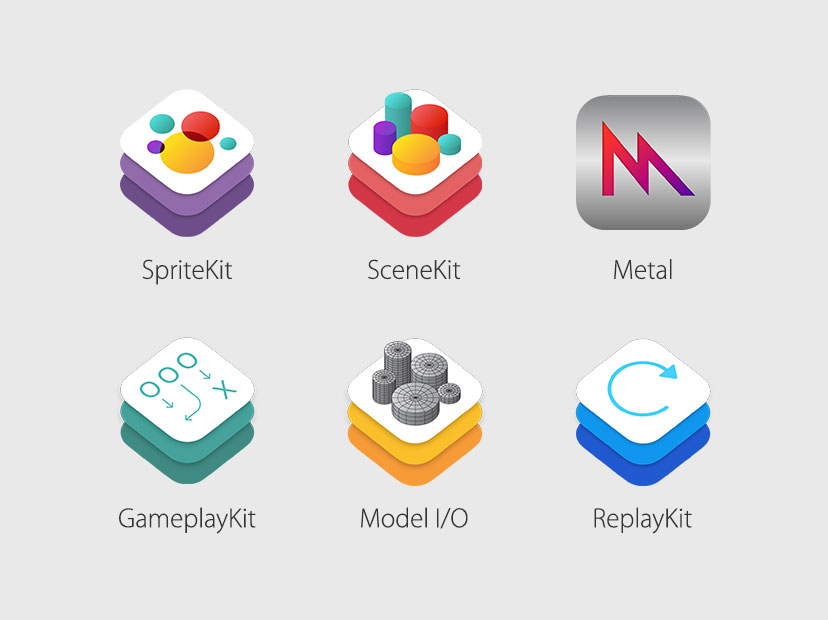 SpriteKit
SceneKit
Metal
GameplayKit
Model I/O
ReplayKit